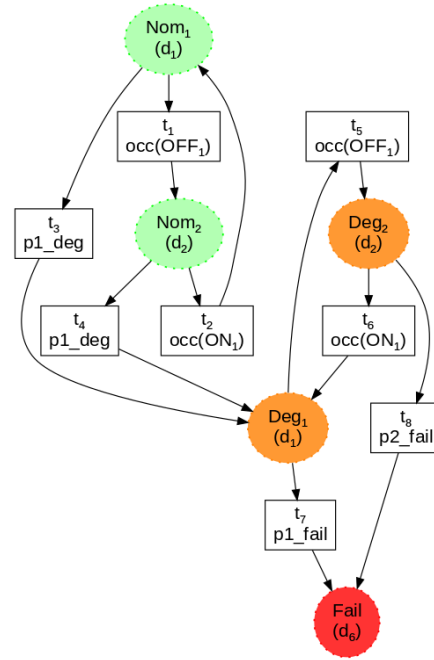 Nom₁
(d₁)
t₁
occ(OFF₁)
t₅
occ(OFF₁)
t₃
p1_deg
Nom₂
(d₂)
Deg₂
(d₂)
t₄
p1_deg
t₂
occ(ON₁)
t₆
occ(ON₁)
Deg₁
(d₁)
t₈
p2_fail
t₇
p1_fail
Fail
(d₆)